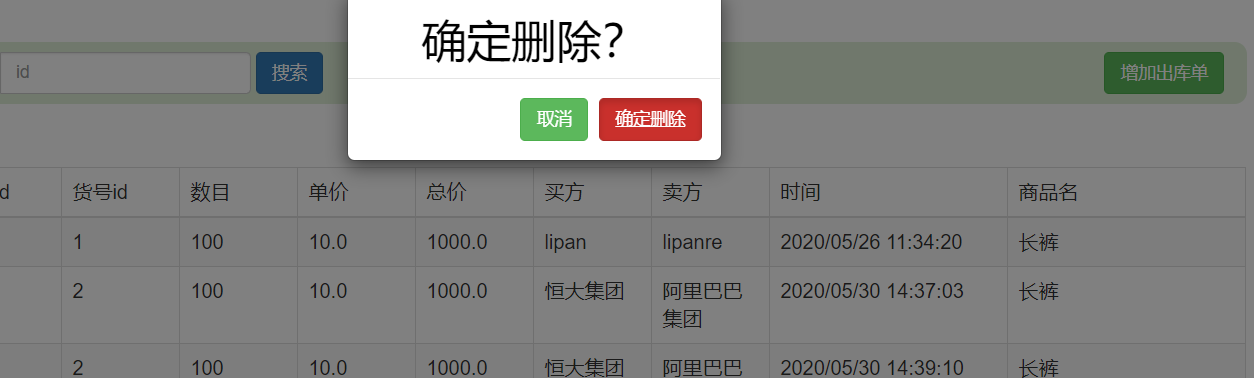 确定删除？
id
搜索
增加出库单
取消
确定删除
d 货号id 数目 单价 总价 买方 卖方 时间 商品名
1 100 10.0 1000.0 lipan lipanre 2020/05/26 11:34:20 长裤
2 100 10.0 1000.0 恒大集团 阿里巴巴 2020/05/30 14:37:03 长裤
集团
2 100 10.0 1000.0 恒大集团 阿里巴巴 2020/05/30 14:39:10 长裤